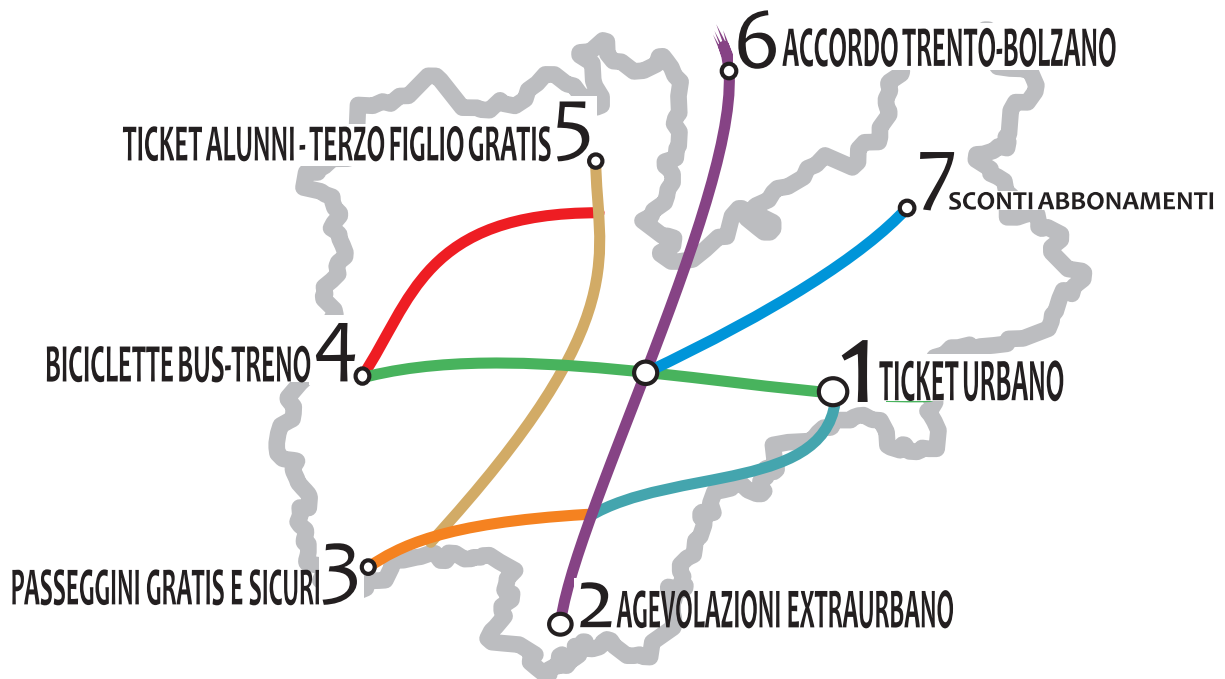 6 ACCORDO TRENTO-BOLZANO
TICKET ALUNNI - TERZO FIGLIO GRATIS 5
7 SCONTI ABBONAMENTI
BICICLETTE BUS-TRENO 4
1 TICKET URBANO
PASSEGGINI GRATIS E SICURI 3
2 AGEVOLAZIONI EXTRAURBANO